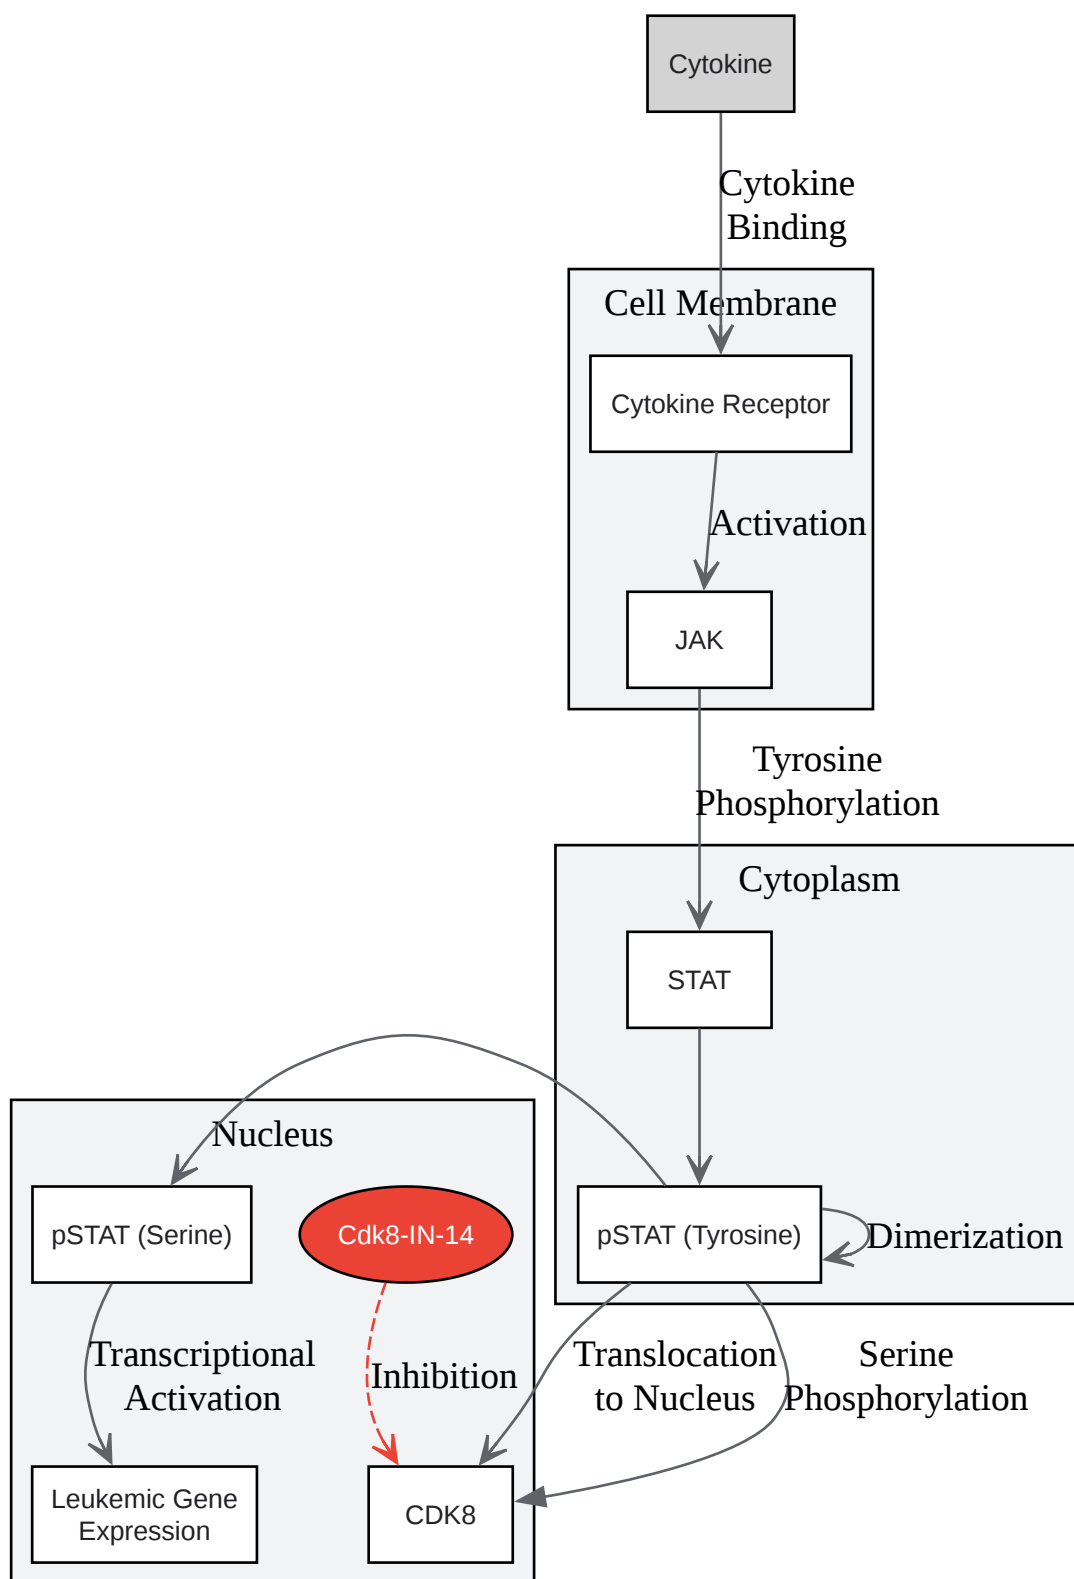 Cytokine
Cytokine
Binding
Cell Membrane
Cytokine Receptor
Activation
JAK
Tyrosine
Phosphorylation
Cytoplasm
STAT
Nucleus
pSTAT (Serine)
Cdk8-IN-14
pSTAT (Tyrosine)
Dimerization
Transcriptional
Activation
Inhibition
Translocation
to Nucleus
Serine
Phosphorylation
Leukemic Gene
Expression
CDK8